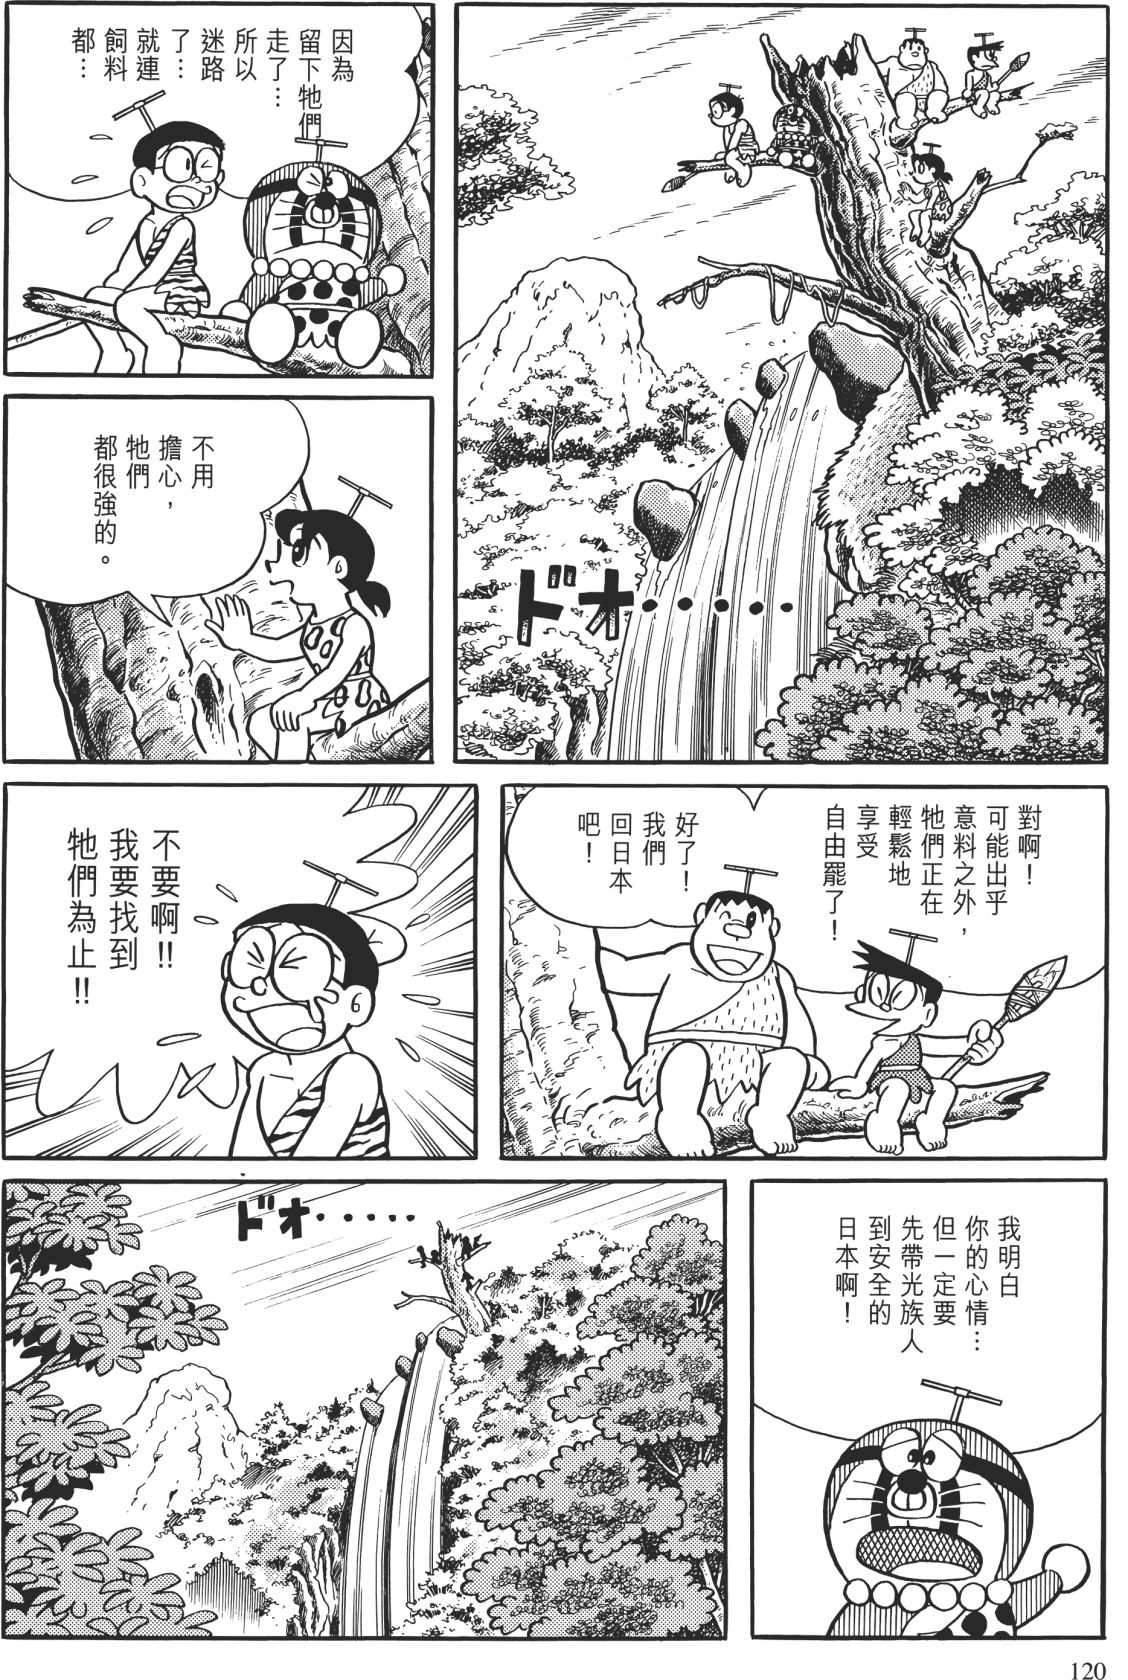 ドオ・・・・・
因為
留下牠們
走了…
所以
迷路
了…
就連
飼料
都…
不用
擔心，
牠們
都很強的。
對啊！
可能出乎
意料之外，
牠們正在
輕鬆地
享受
自由罷了！
好了！
我們
回日本
吧！
不要啊!!
我要找到
牠們為止!!
我明白
你的心情…
但一定要
先帶光族人
到安全的
日本啊！
ドオ・・・・・
120